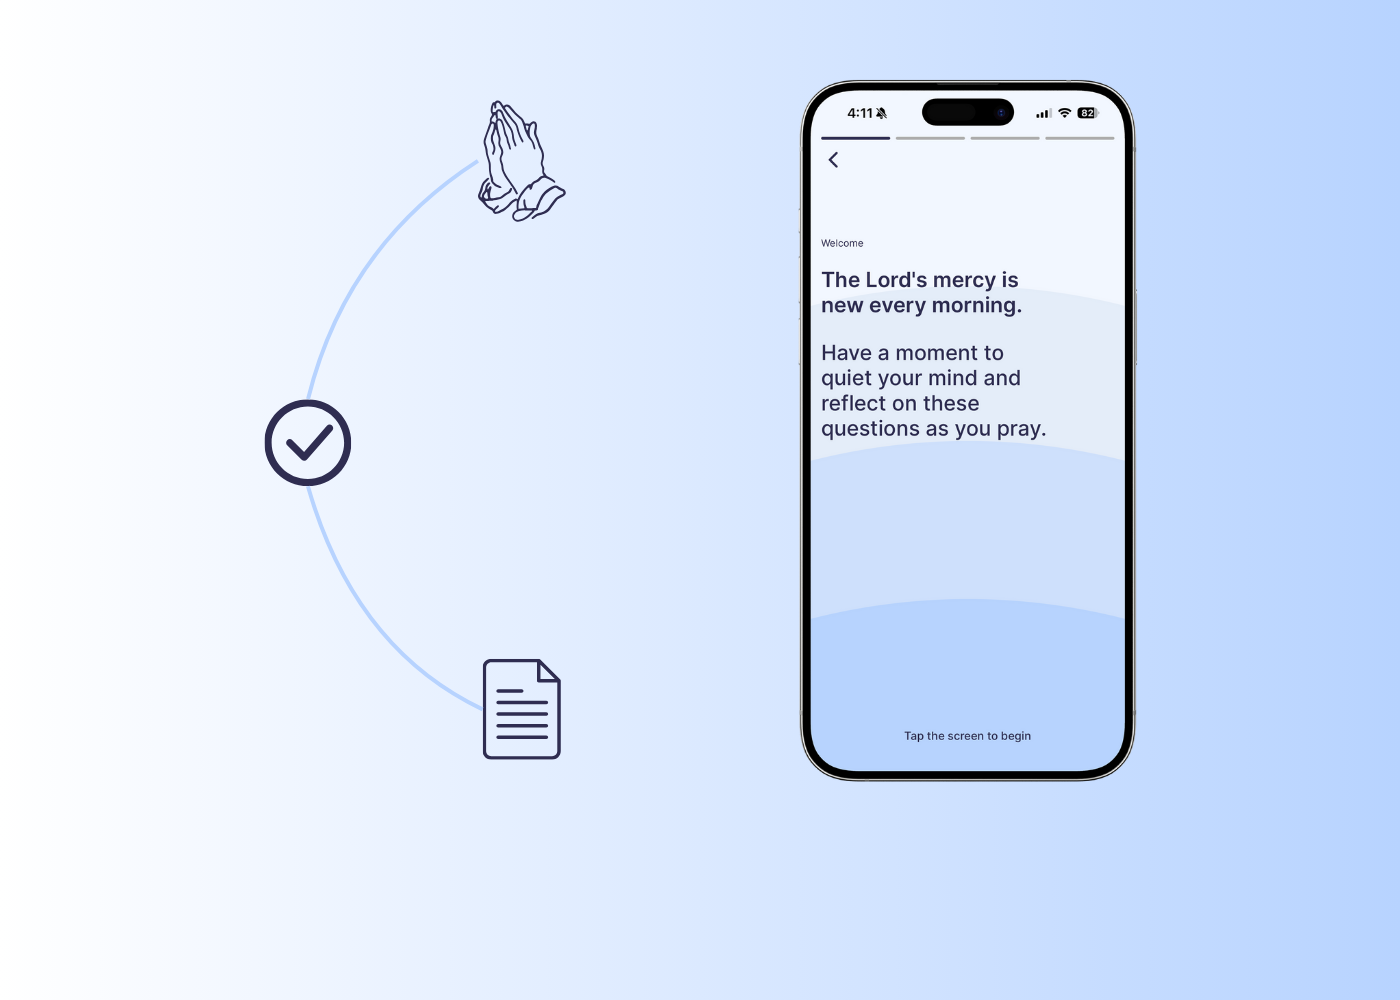 4:11
82
Welcome
The Lord's mercy is
new every morning.
Have a moment to
quiet your mind and
reflect on these
questions as you pray.
Tap the screen to begin